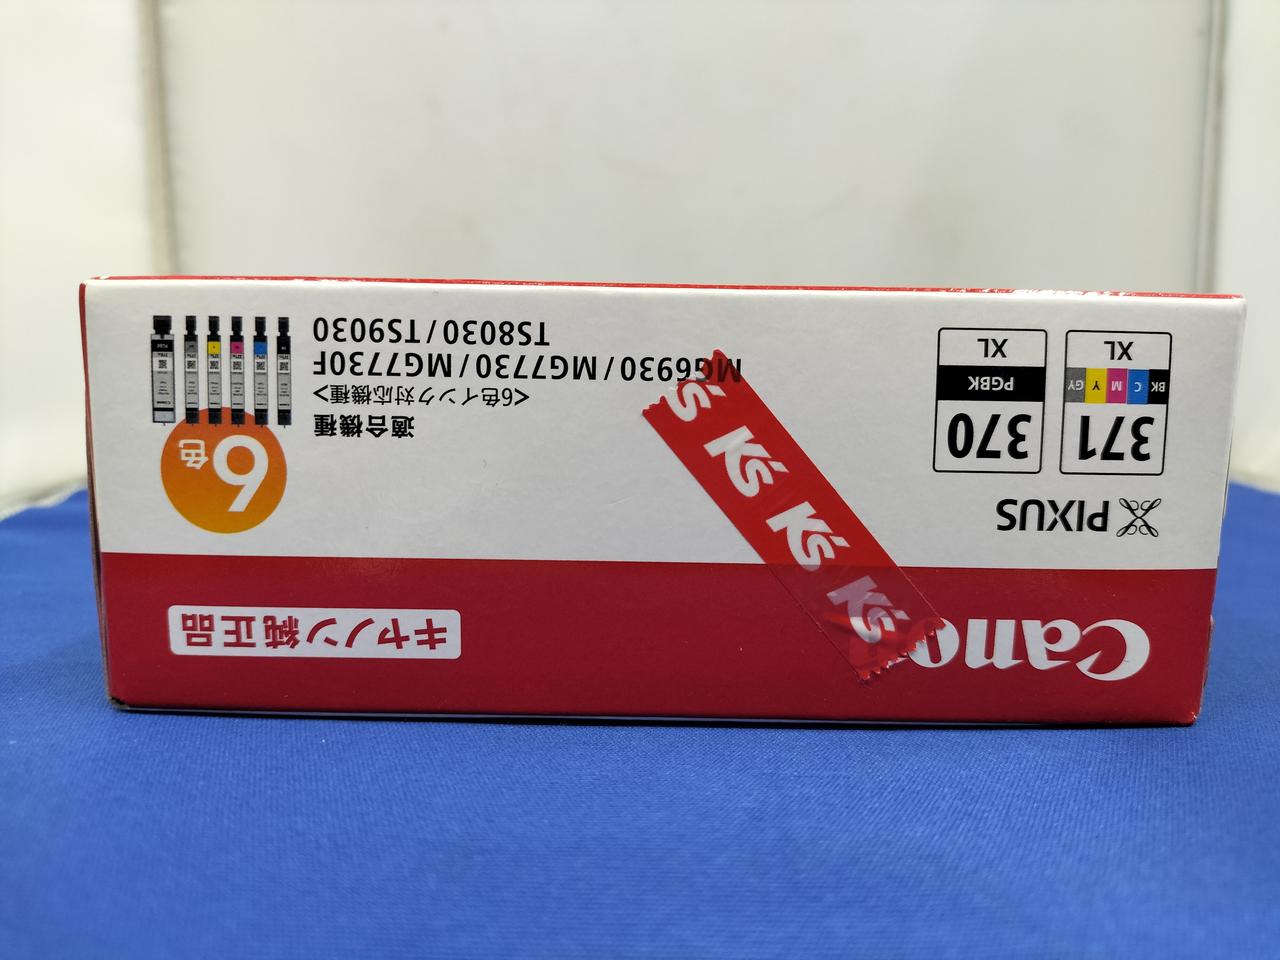 Canon
キヤノン純正品
PIXUS
371
BK C M Y GY
XL
370
PGBK
XL
K's K's K's K's
6色
適合機種
<6色インク対応機種>
MG6930/MG7730/MG7730F
TS8030/TS9030